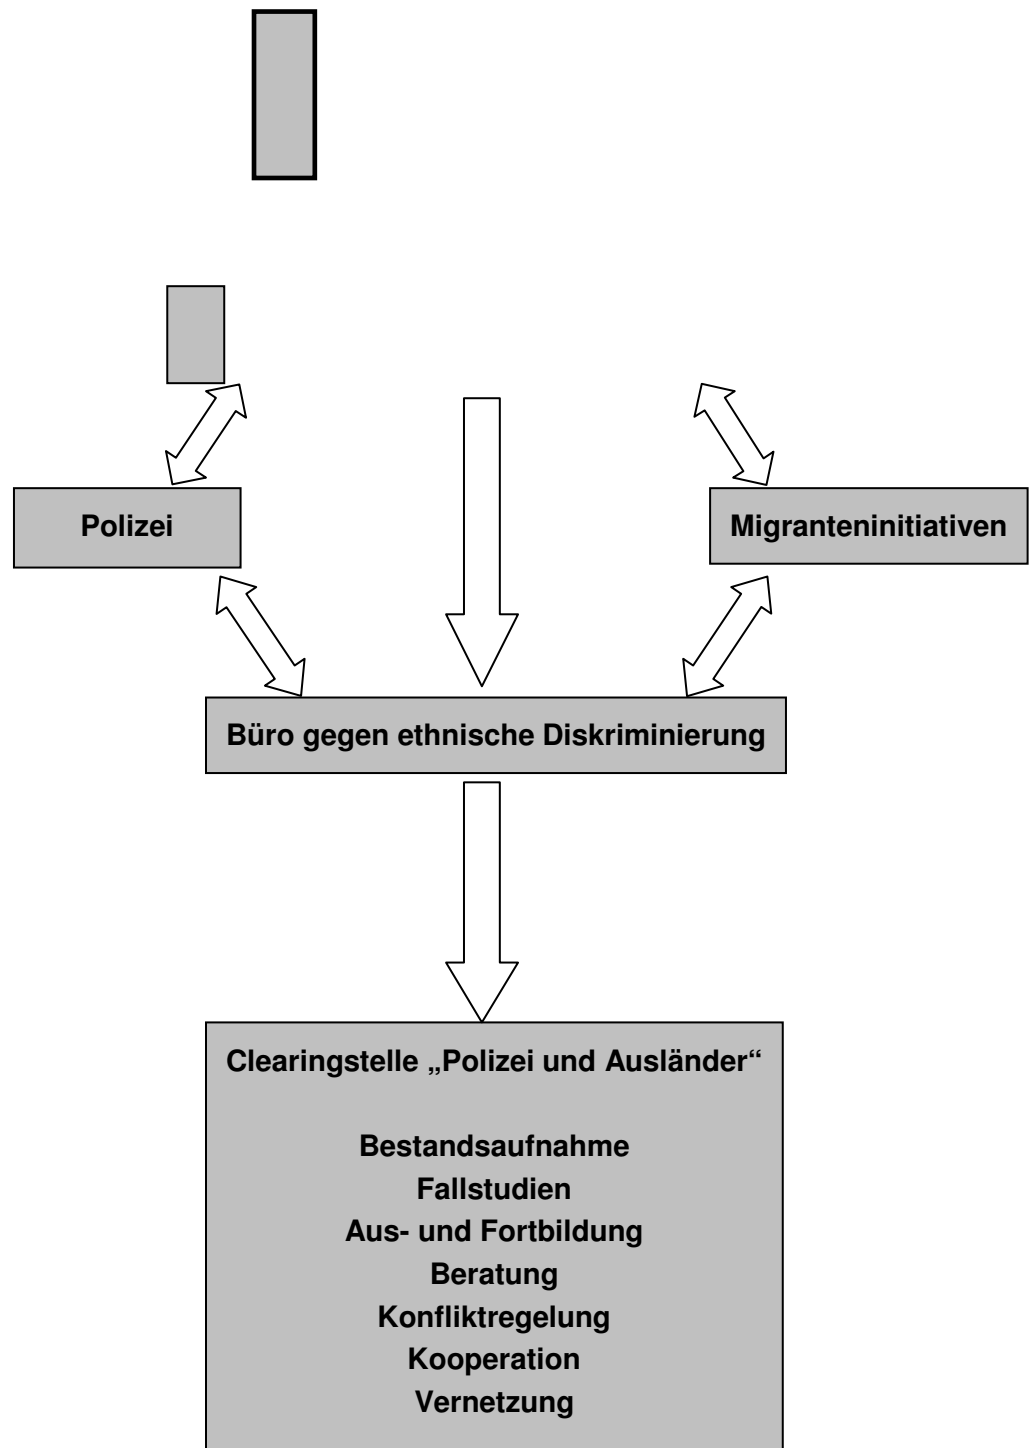 Polizei
Migranteninitiativen
Büro gegen ethnische Diskriminierung
Clearingstelle „Polizei und Ausländer“
Bestandsaufnahme
Fallstudien
Aus- und Fortbildung
Beratung
Konfliktregelung
Kooperation
Vernetzung